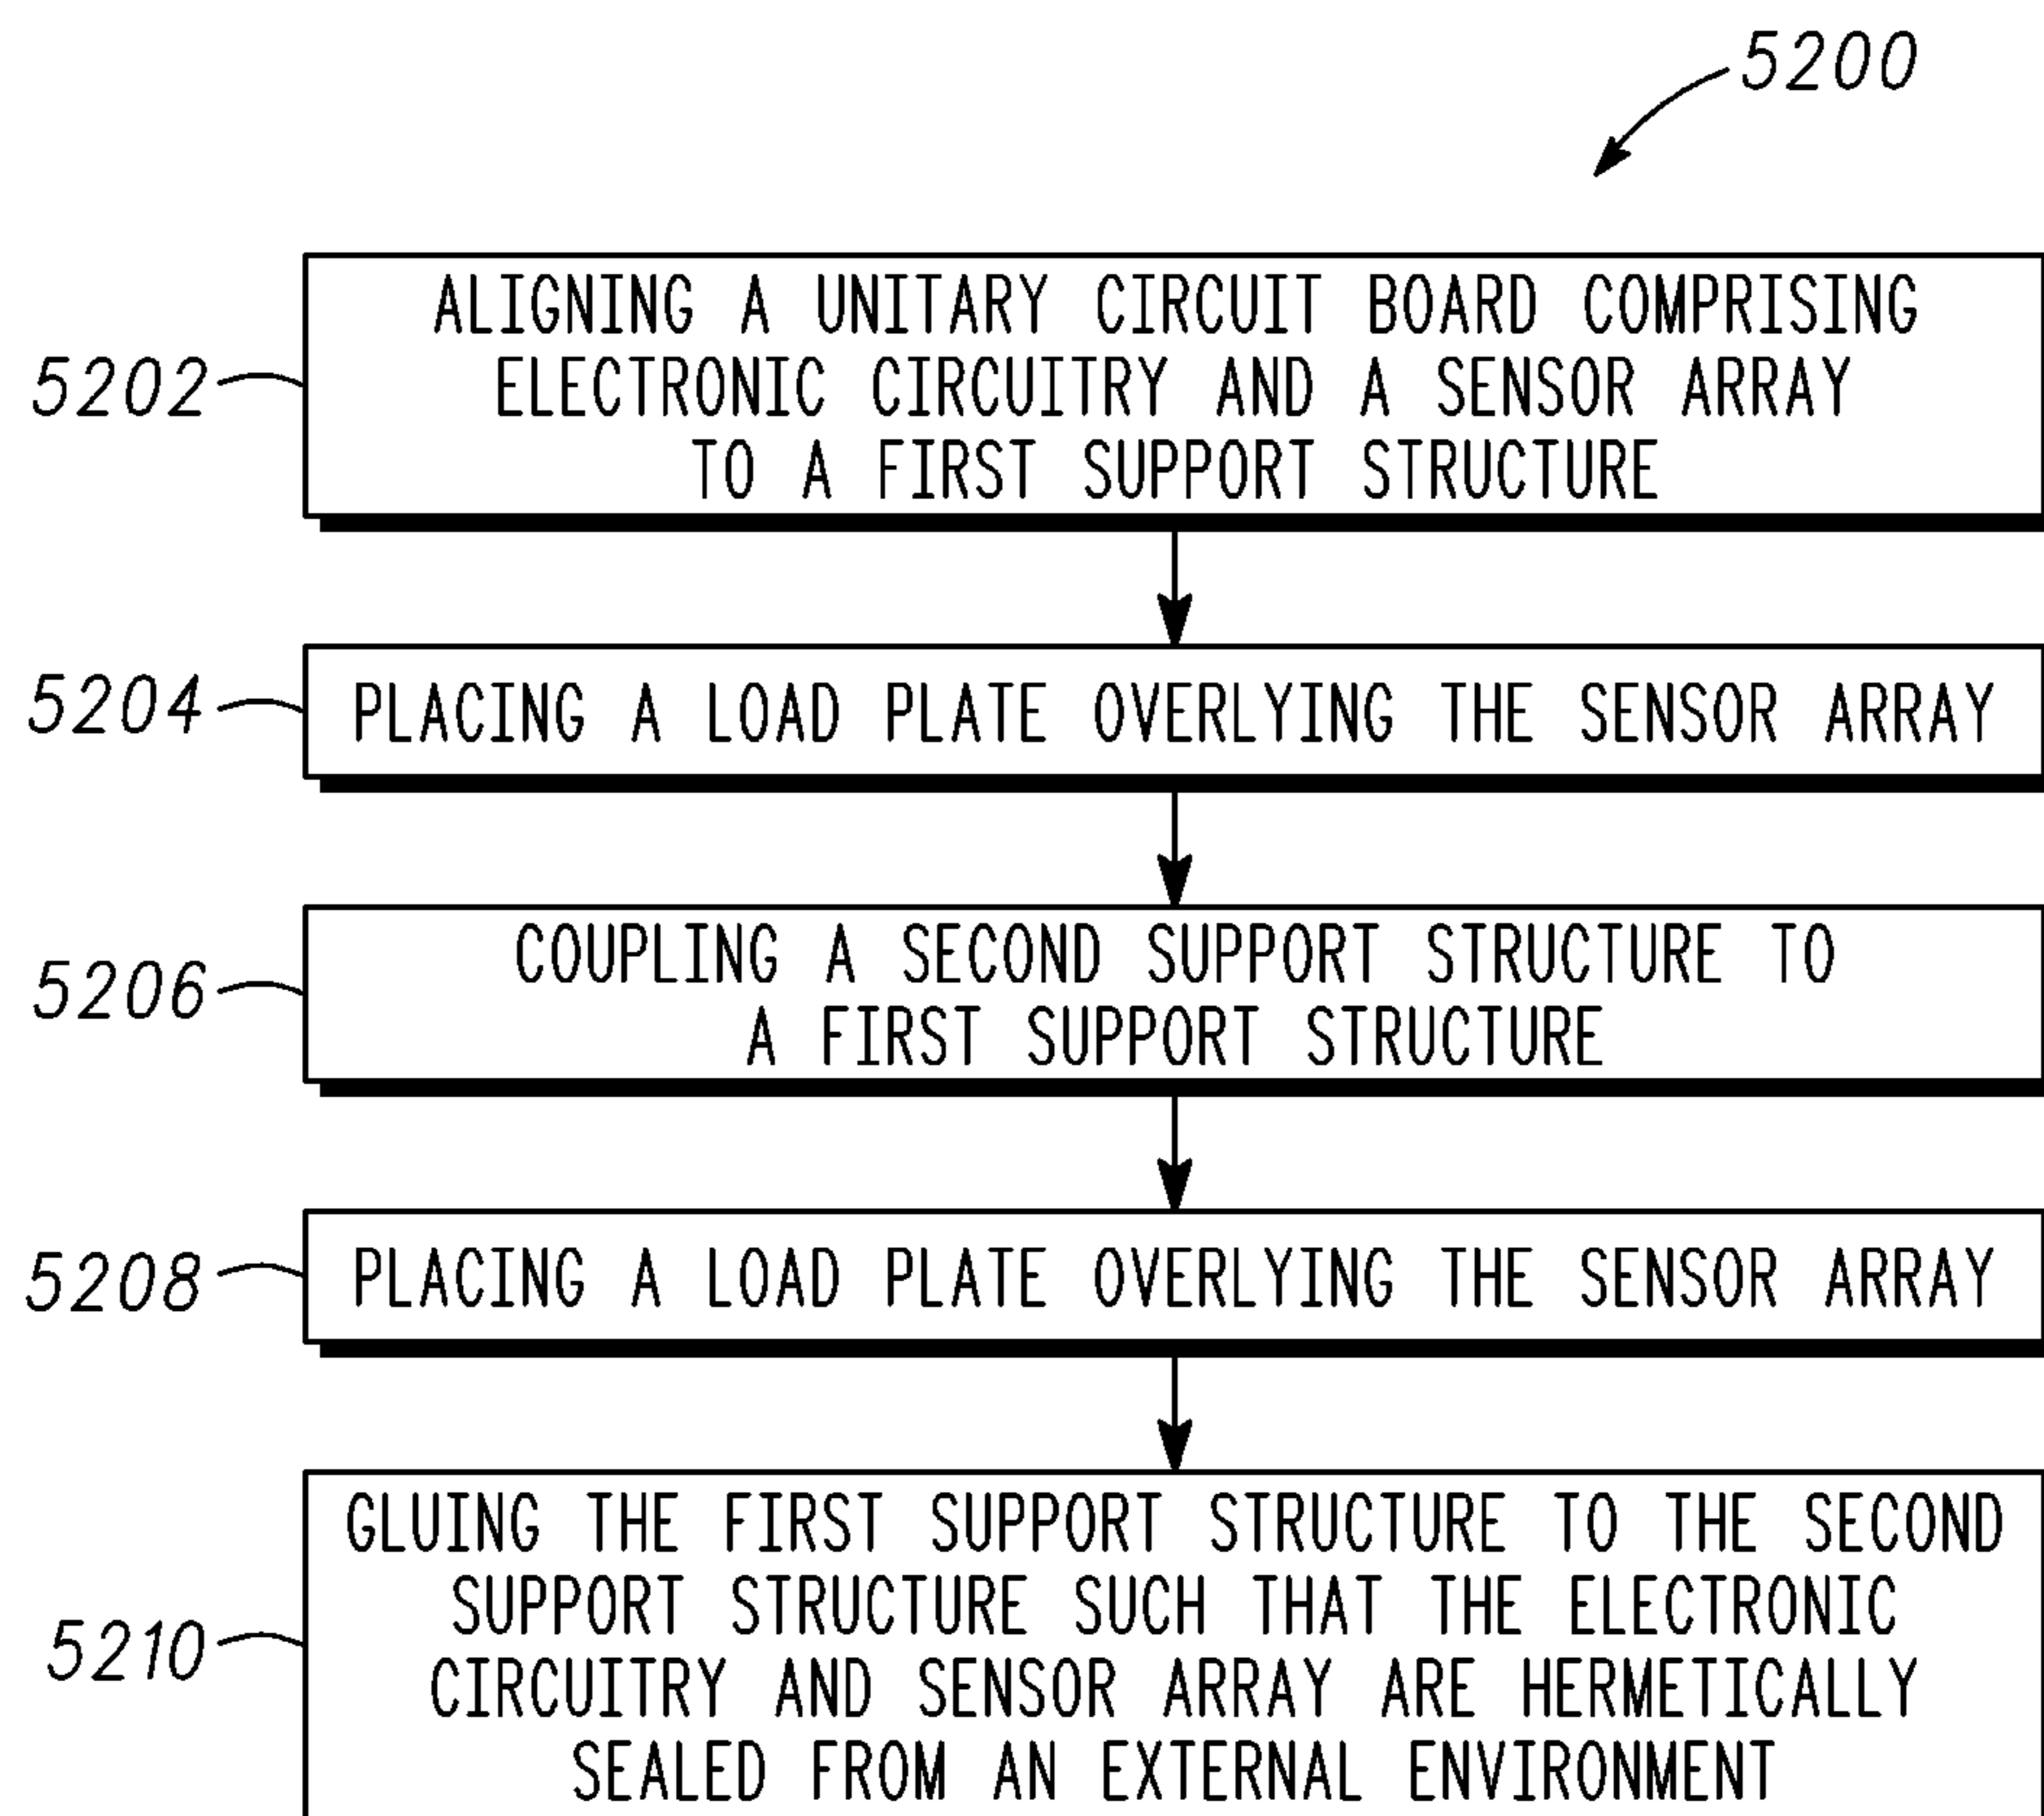 5200
5202
ALIGNING A UNITARY CIRCUIT BOARD COMPRISING
ELECTRONIC CIRCUITRY AND A SENSOR ARRAY
TO A FIRST SUPPORT STRUCTURE
5204
PLACING A LOAD PLATE OVERLYING THE SENSOR ARRAY
5206
COUPLING A SECOND SUPPORT STRUCTURE TO
A FIRST SUPPORT STRUCTURE
5208
PLACING A LOAD PLATE OVERLYING THE SENSOR ARRAY
5210
GLUING THE FIRST SUPPORT STRUCTURE TO THE SECOND
SUPPORT STRUCTURE SUCH THAT THE ELECTRONIC
CIRCUITRY AND SENSOR ARRAY ARE HERMETICALLY
SEALED FROM AN EXTERNAL ENVIRONMENT